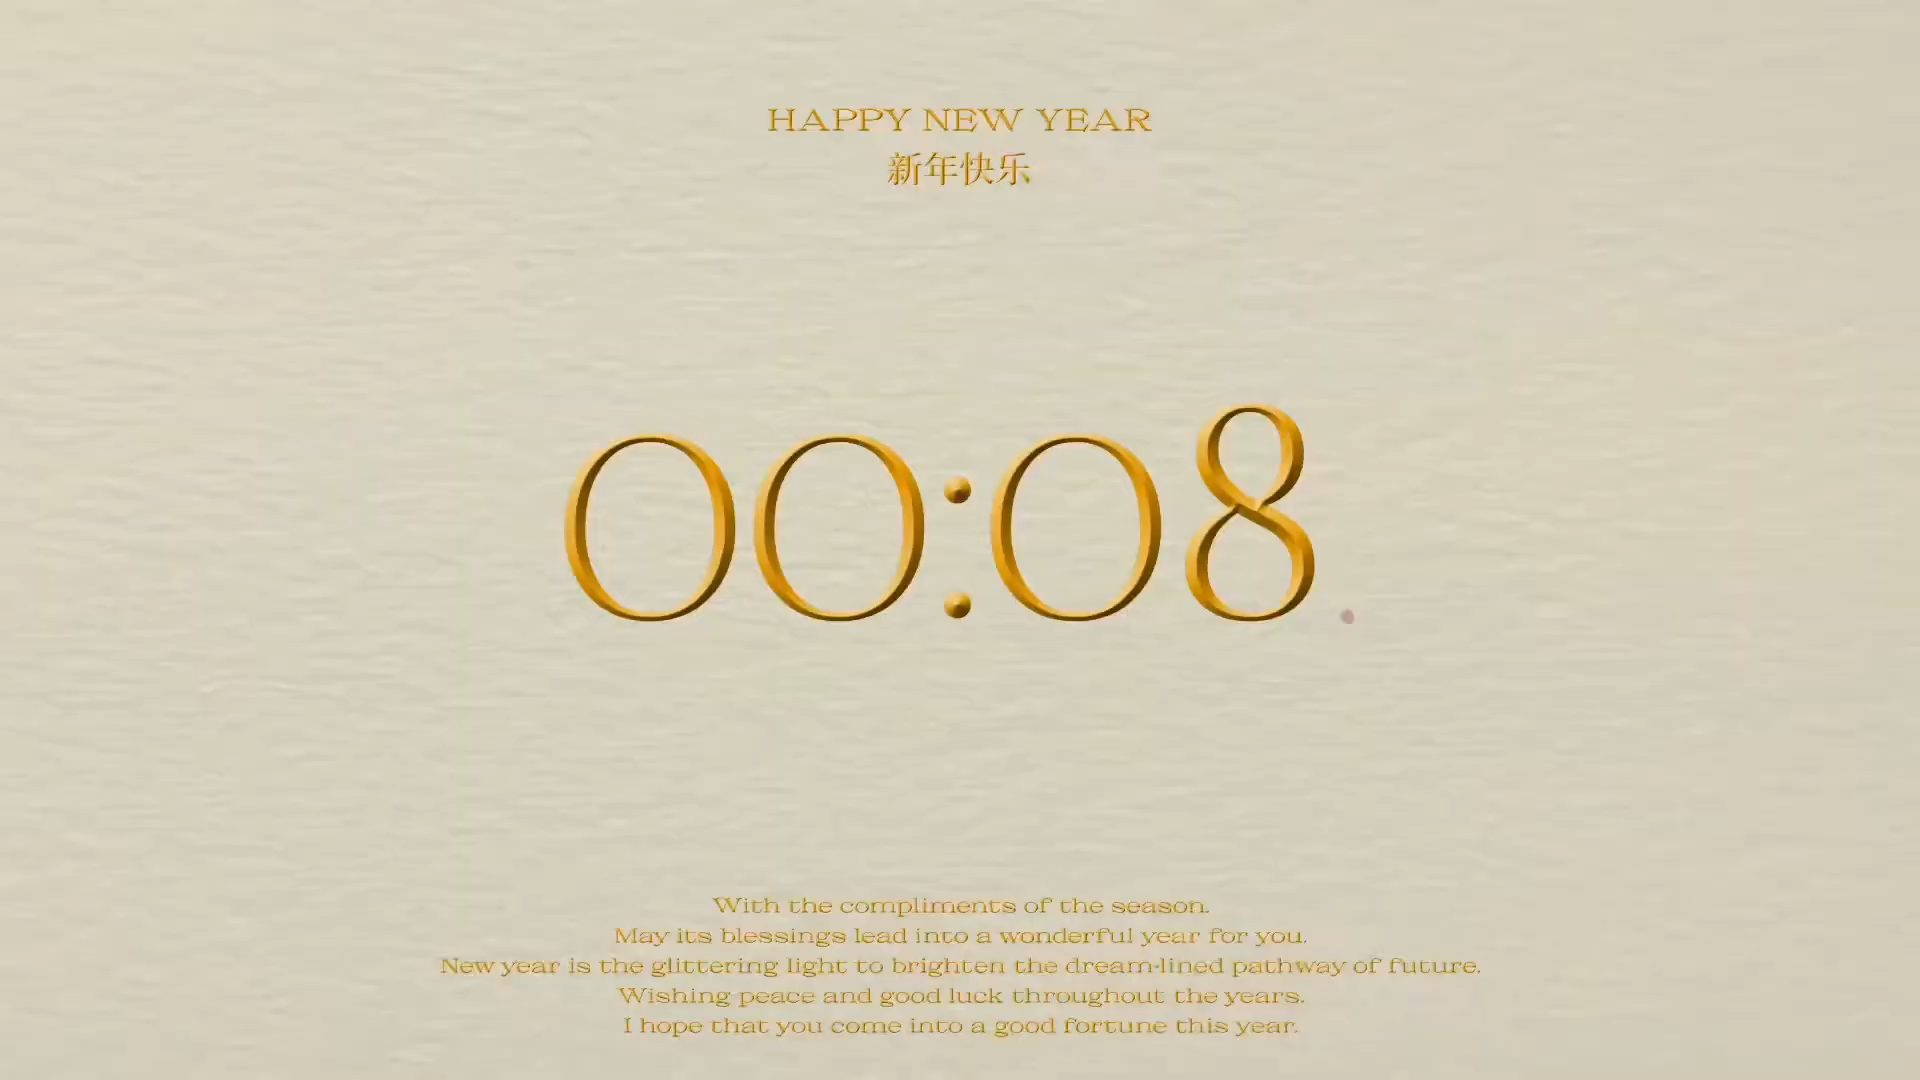 HAPPY NEW YEAR
新年快乐
00:08
With the compliments of the season.
May its blessings lead into a wonderful year for you.
New year is the glittering light to brighten the dream-lined pathway of future.
Wishing peace and good luck throughout the years.
I hope that you come into a good fortune this year.